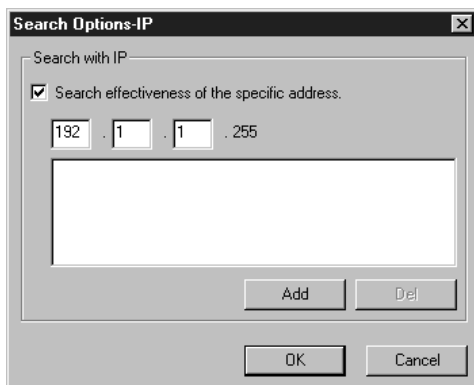 Search Options-IP
Search with IP
Search effectiveness of the specific address.
192 . 1 . 1 . 255
Add Del
OK Cancel